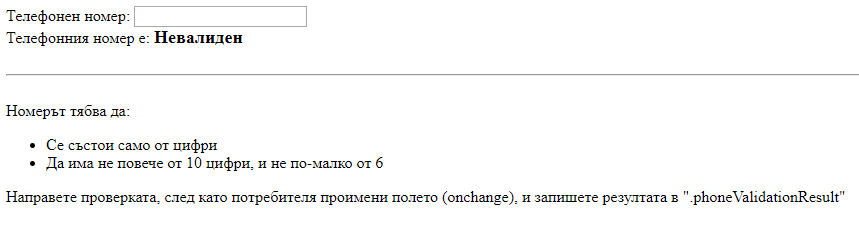 Телефонен номер:
Телефонния номер е: Невалиден
Номерът тябва да:
Се състои само от цифри
Да има не повече от 10 цифри, и не по-малко от 6
Направете проверката, след като потребителя проимени полето (onchange), и запишете резултата в ".phoneValidationResult"